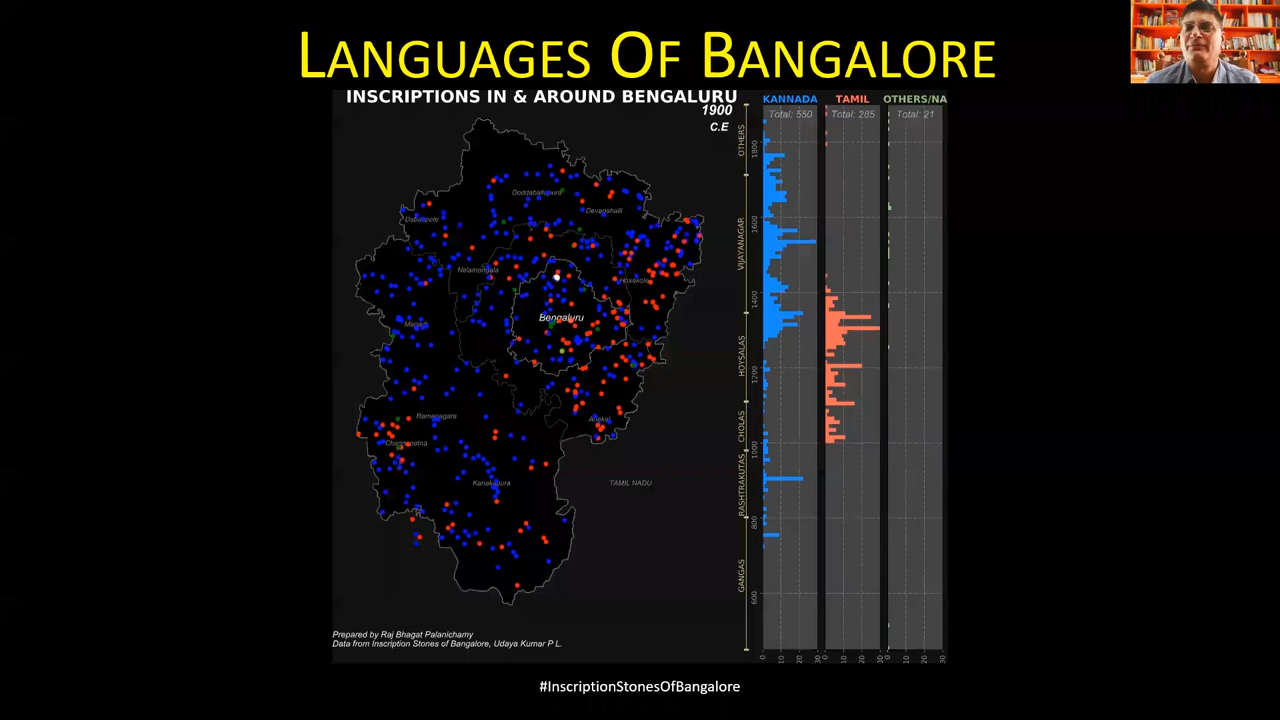 LANGUAGES OF BANGALORE
INSCRIPTIONS IN & AROUND BENGALURU
1900
C.E
KANNADA TAMIL OTHERS/NA
Total: 550 Total: 285 Total: 21
OTHERS
VIJAYANAGAR
HOYSALAS
CHOLAS
RASHTRAKUTAS
GANGAS
1800
1600
1400
1200
1000
800
600
0 10 20 30 0 10 20 30 0 10 20 30
Doddaballapura
Devanahalli
Dabaspete
Nelamangala
Hosakote
Bengaluru
Magadi
Ramanagara
Anekal
Channapatna
Kanakapura
TAMIL NADU
Prepared by Raj Bhagat Palanichamy
Data from Inscription Stones of Bangalore, Udaya Kumar P L.
#InscriptionStonesOfBangalore